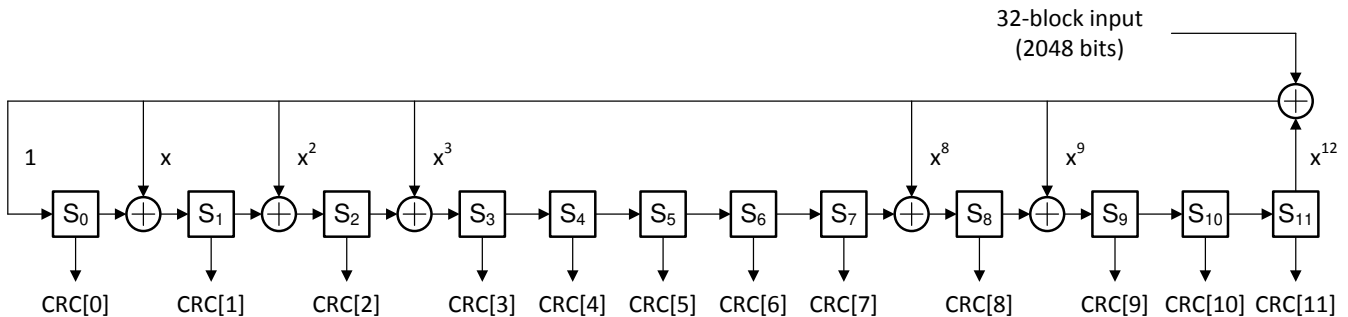 32-block input
(2048 bits)
1 x x² x³ x⁸ x⁹ x¹²
S₀ S₁ S₂ S₃ S₄ S₅ S₆ S₇ S₈ S₉ S₁₀ S₁₁
CRC[0] CRC[1] CRC[2] CRC[3] CRC[4] CRC[5] CRC[6] CRC[7] CRC[8] CRC[9] CRC[10] CRC[11]